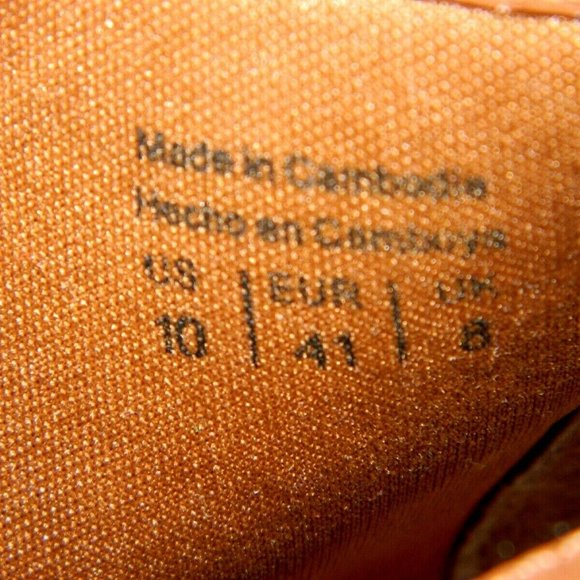 Made in Cambodia
Hecho en Camboya
US | EUR | UK
10 | 41 | 8